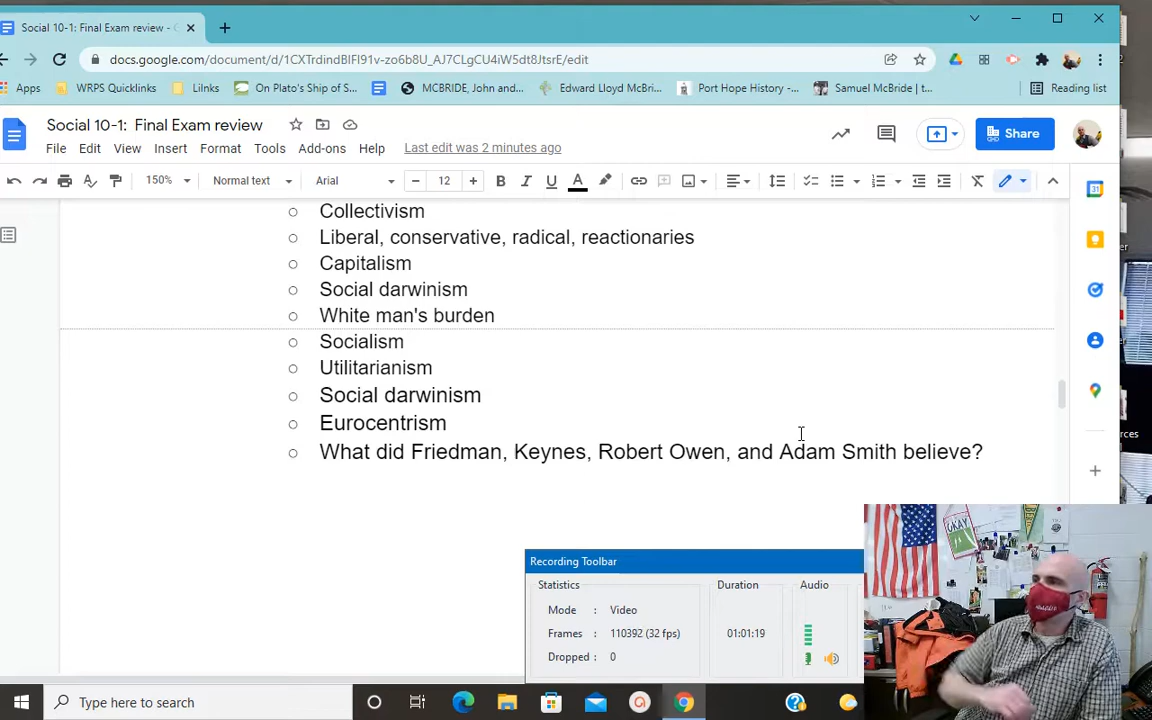 Social 10-1: Final Exam review -
docs.google.com/document/d/1CXTrdindBIFI91v-zo6b8U_AJ7CLgCU4iW5dt8JtsrE/edit
Apps WRPS Quicklinks Lilnks On Plato's Ship of S... MCBRIDE, John and... Edward Lloyd McBri... Port Hope History -... Samuel McBride | t... Reading list
Social 10-1: Final Exam review
Share
File Edit View Insert Format Tools Add-ons Help Last edit was 2 minutes ago
150% Normal text Arial 12 B I U A
31
Collectivism
Liberal, conservative, radical, reactionaries
Capitalism
Social darwinism
White man's burden
Socialism
Utilitarianism
Social darwinism
Eurocentrism
What did Friedman, Keynes, Robert Owen, and Adam Smith believe?
Recording Toolbar
Statistics Duration Audio
Mode : Video
Frames : 110392 (32 fps) 01:01:19
Dropped : 0
OKAY
Type here to search